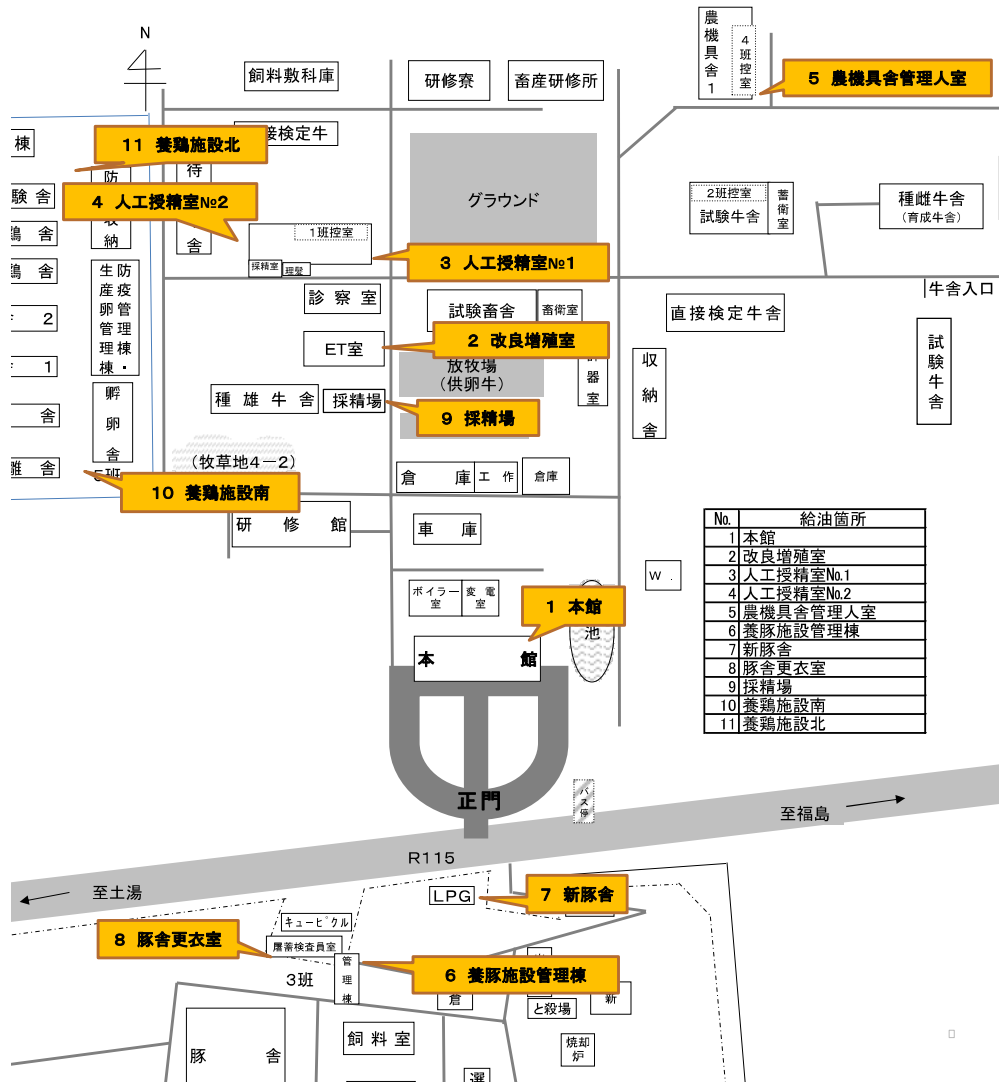 N
農機具舎1
4班控室
飼料敷科庫
研修寮
畜産研修所
5 農機具舎管理人室
棟
接検定牛
11 養鶏施設北
待
舎
防
納
験 舎
4 人工授精室№2
グラウンド
2班控室
試験牛舎
蓄衛室
種雌牛舎
(育成牛舎)
鶏 舎
1班控室
採精室
理髪
3 人工授精室№1
鶏 舎
生産卵管理棟
防疫管理棟・
診察室
試験畜舎
畜衛室
直接検定牛舎
牛舎入口
2
2 改良増殖室
ET室
放牧場
(供卵牛)
器室
収納舎
試験牛舎
1
孵卵舎
種雄牛舎
採精場
9 採精場
舎
(牧草地4-2)
雛 舎
5班
10 養鶏施設南
倉庫
工作
倉庫
研修館
車庫
No. 給油箇所
1 本館
2 改良増殖室
3 人工授精室№1
4 人工授精室№2
5 農機具舎管理人室
6 養豚施設管理棟
7 新豚舎
8 豚舎更衣室
9 採精場
10 養鶏施設南
11 養鶏施設北
W.
ボイラー室
変電室
1 本館
池
本館
正門
バス停
至福島
R115
至土湯
LPG
7 新豚舎
キュービクル
8 豚舎更衣室
屠蓄検査員室
管理棟
3班
6 養豚施設管理棟
倉
と殺場
新
豚舎
飼料室
焼却炉
選